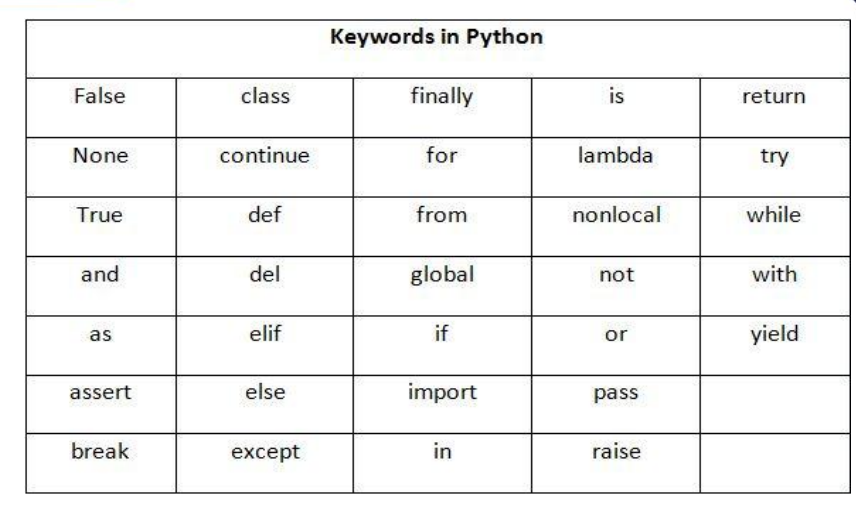 Keywords in Python
False class finally is return
None continue for lambda try
True def from nonlocal while
and del global not with
as elif if or yield
assert else import pass
break except in raise